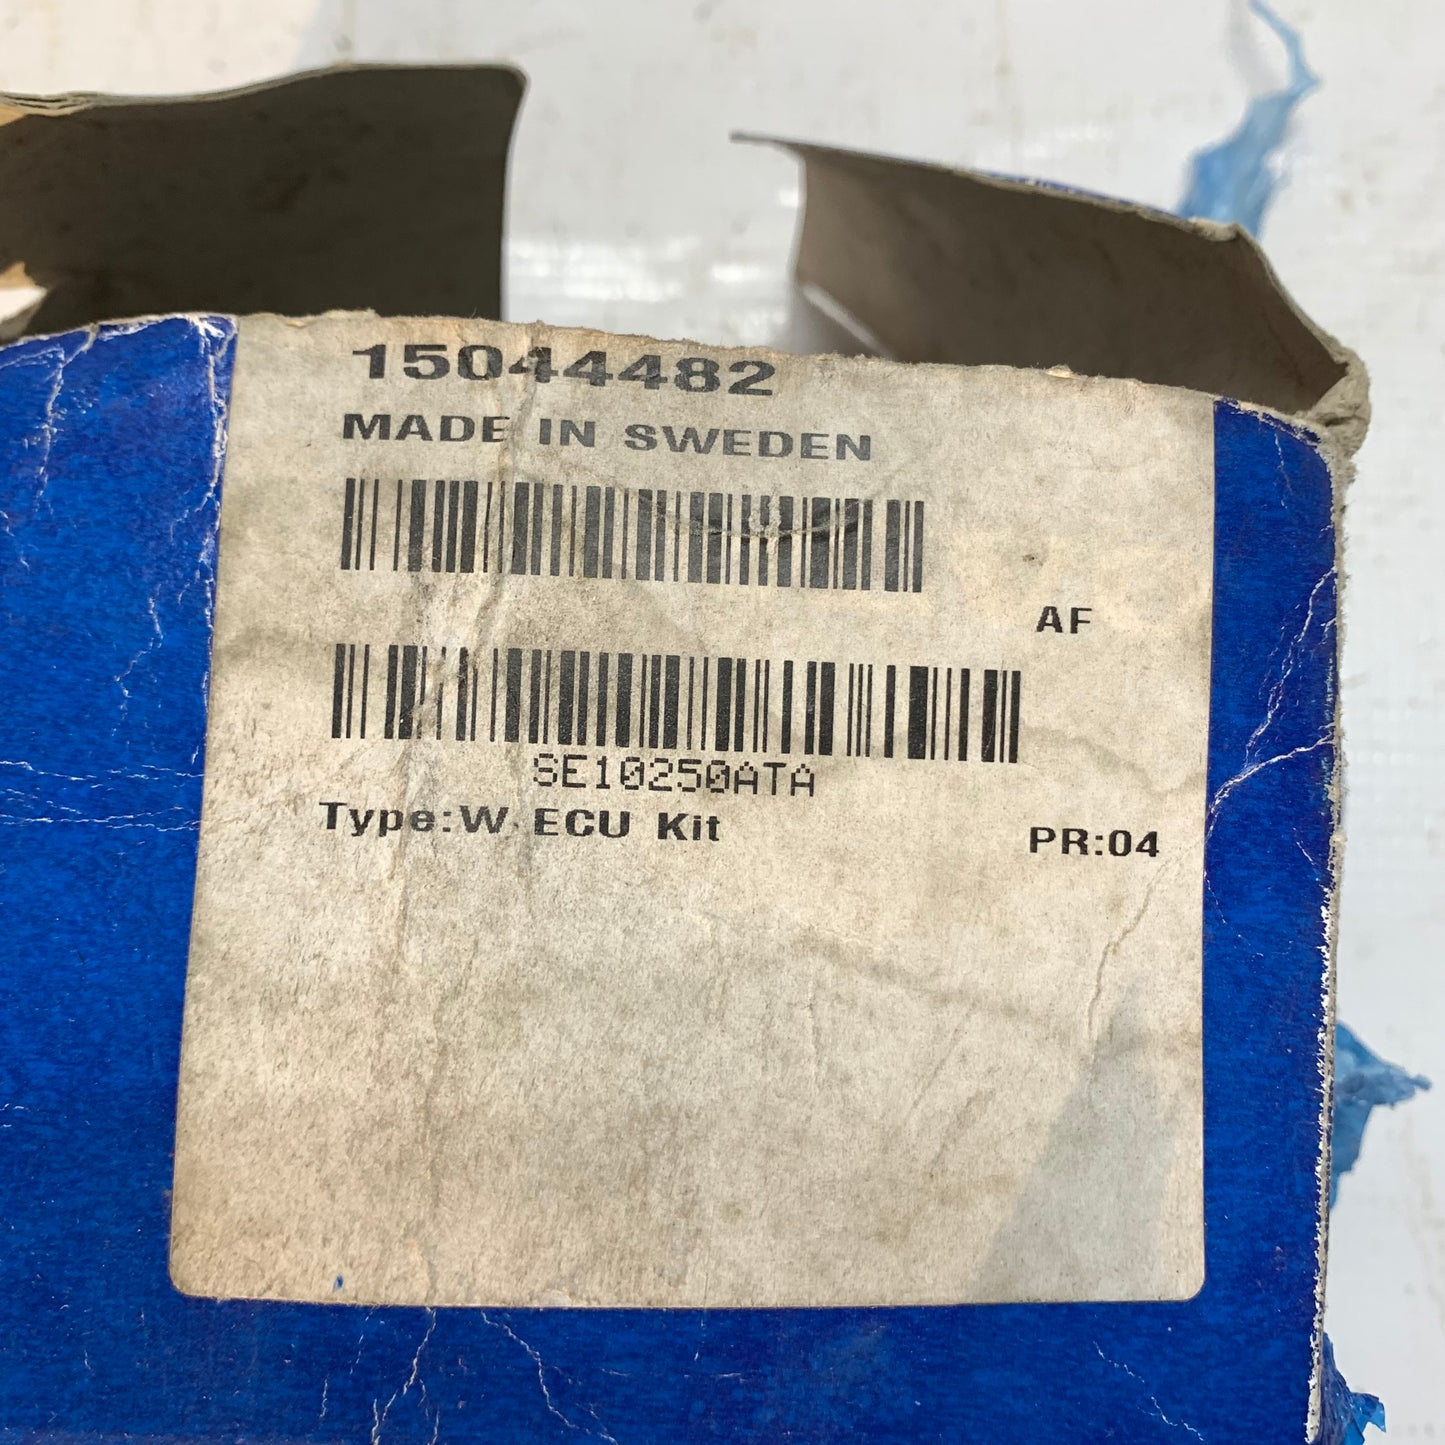 15044482
MADE IN SWEDEN
AF
SE10250ATA
Type:W ECU Kit
PR:04